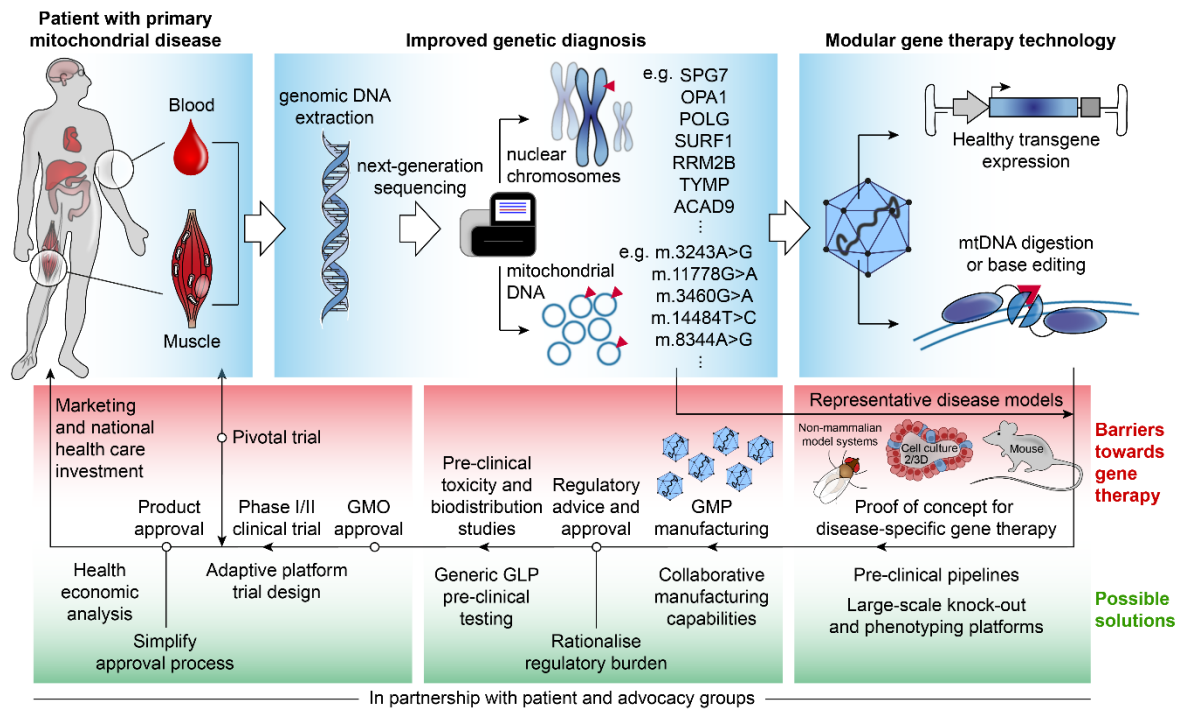 Patient with primary
mitochondrial disease
Improved genetic diagnosis
Modular gene therapy technology
Blood
Muscle
genomic DNA
extraction
next-generation
sequencing
nuclear
chromosomes
mitochondrial
DNA
e.g. SPG7
OPA1
POLG
SURF1
RRM2B
TYMP
ACAD9
...
e.g. m.3243A>G
m.11778G>A
m.3460G>A
m.14484T>C
m.8344A>G
...
Healthy transgene
expression
mtDNA digestion
or base editing
Marketing
and national
health care
investment
Pivotal trial
Product
approval
Phase I/II
clinical trial
GMO
approval
Pre-clinical
toxicity and
biodistribution
studies
Regulatory
advice and
approval
GMP
manufacturing
Representative disease models
Non-mammalian
model systems
Cell culture
2/3D
Mouse
Proof of concept for
disease-specific gene therapy
Barriers
towards
gene
therapy
Health
economic
analysis
Simplify
approval process
Adaptive platform
trial design
Generic GLP
pre-clinical
testing
Rationalise
regulatory burden
Collaborative
manufacturing
capabilities
Pre-clinical pipelines
Large-scale knock-out
and phenotyping platforms
Possible
solutions
In partnership with patient and advocacy groups